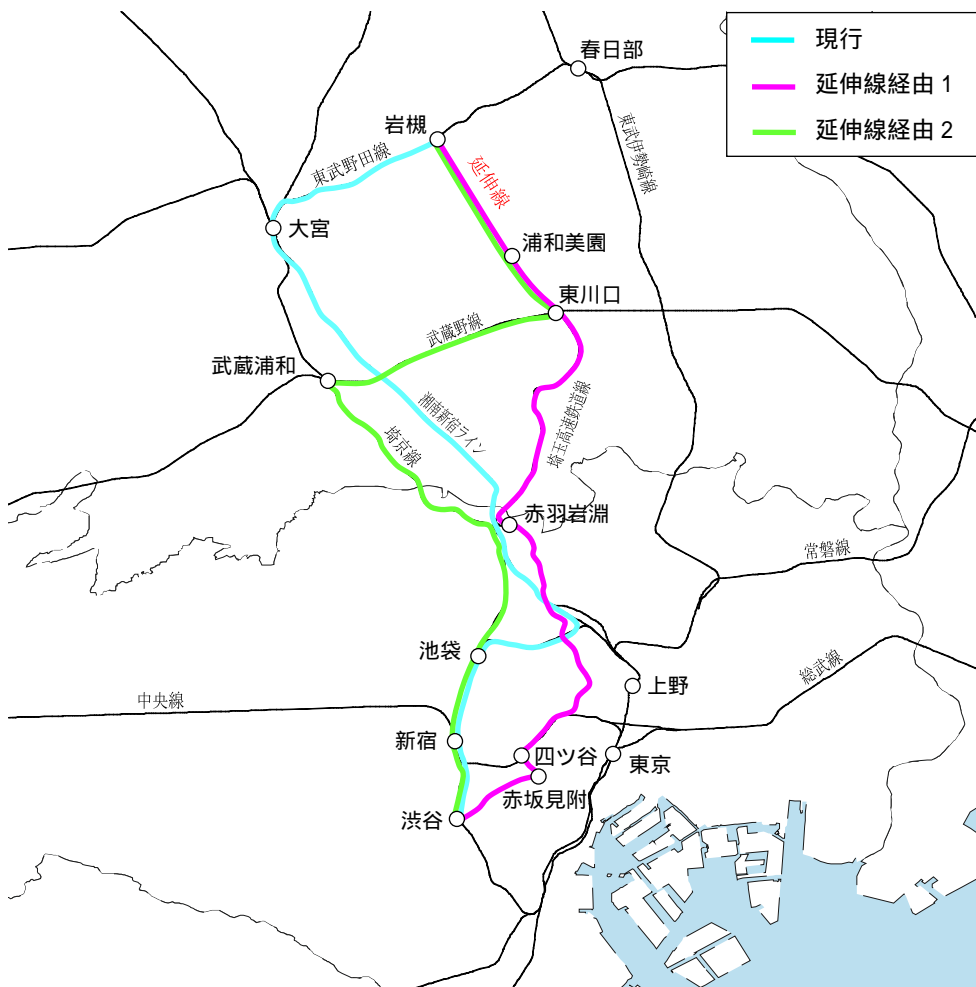 現行
延伸線経由1
延伸線経由2
春日部
岩槻
東武野田線
延伸線
東武伊勢崎線
大宮
浦和美園
東川口
武蔵野線
武蔵浦和
湘南新宿ライン
埼京線
埼玉高速鉄道線
赤羽岩淵
常磐線
池袋
上野
総武線
中央線
新宿
四ツ谷
東京
赤坂見附
渋谷